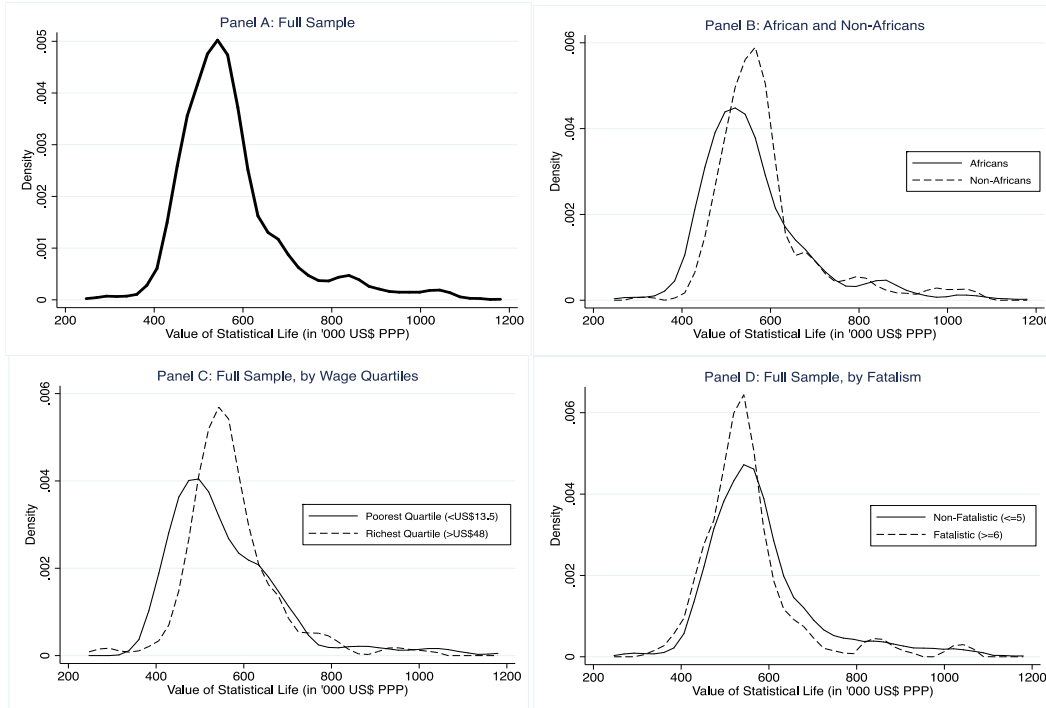 Panel A: Full Sample
Density
.005
.004
.003
.002
.001
0
200 400 600 800 1000 1200
Value of Statistical Life (in '000 US$ PPP)
Panel B: African and Non-Africans
Density
.006
.004
.002
0
Africans
Non-Africans
200 400 600 800 1000 1200
Value of Statistical Life (in '000 US$ PPP)
Panel C: Full Sample, by Wage Quartiles
Density
.006
.004
.002
0
Poorest Quartile (<US$13.5)
Richest Quartile (>US$48)
200 400 600 800 1000 1200
Value of Statistical Life (in '000 US$ PPP)
Panel D: Full Sample, by Fatalism
Density
.006
.004
.002
0
Non-Fatalistic (<=5)
Fatalistic (>=6)
200 400 600 800 1000 1200
Value of Statistical Life (in '000 US$ PPP)